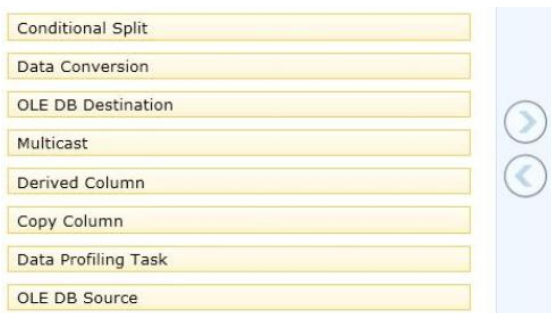 Conditional Split
Data Conversion
OLE DB Destination
Multicast
Derived Column
Copy Column
Data Profiling Task
OLE DB Source